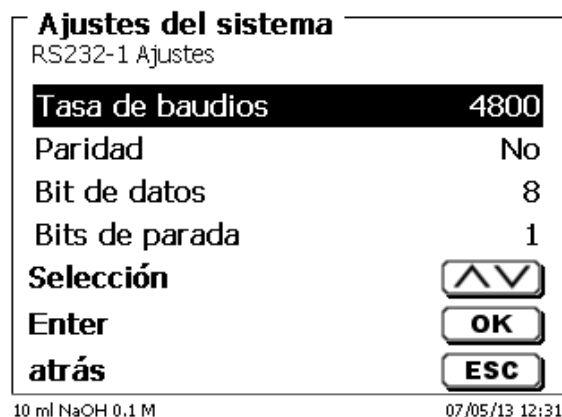 Ajustes del sistema
RS232-1 Ajustes
Tasa de baudios 4800
Paridad No
Bit de datos 8
Bits de parada 1
Selección
Enter OK
atrás ESC
10 ml NaOH 0.1 M 07/05/13 12:31